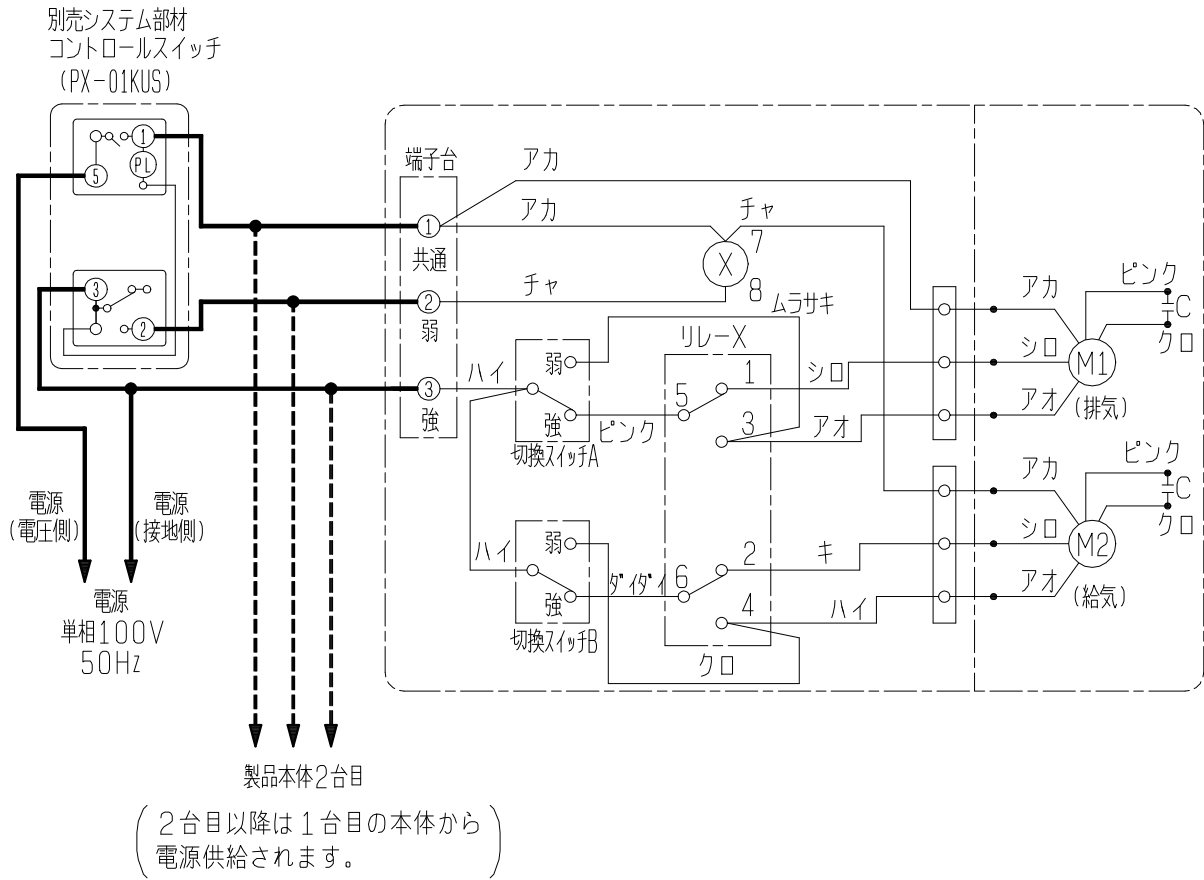 別売システム部材
コントロールスイッチ
(PX-01KUS)
1
PL
5
3
2
端子台
1
共通
2
弱
3
強
アカ
アカ
チャ
7
X
8
チャ
ムラサキ
リレーX
ハイ
弱
強
切換スイッチA
ピンク
5
1
3
シロ
アオ
ハイ
弱
強
切換スイッチB
ダイダイ
6
2
4
キ
ハイ
クロ
アカ
シロ
アオ
M1
(排気)
ピンク
C
クロ
アカ
シロ
アオ
M2
(給気)
ピンク
C
クロ
電源
(電圧側)
電源
(接地側)
電源
単相100V
50Hz
製品本体2台目
(2台目以降は1台目の本体から
電源供給されます。)